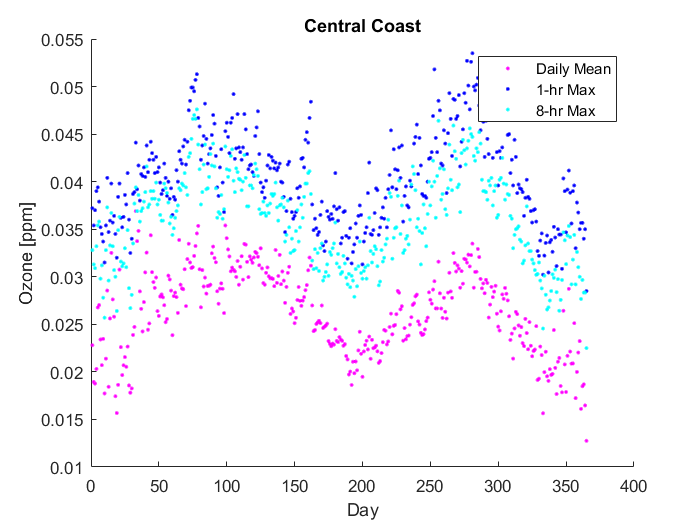 Central Coast
Daily Mean
1-hr Max
8-hr Max
Ozone [ppm]
0.055
0.05
0.045
0.04
0.035
0.03
0.025
0.02
0.015
0.01
0 50 100 150 200 250 300 350 400
Day